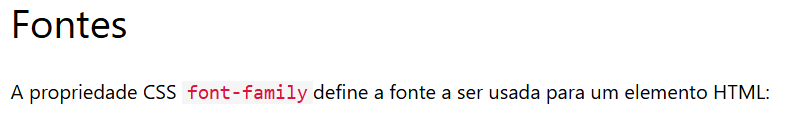 Fontes
A propriedade CSS font-family define a fonte a ser usada para um elemento HTML: